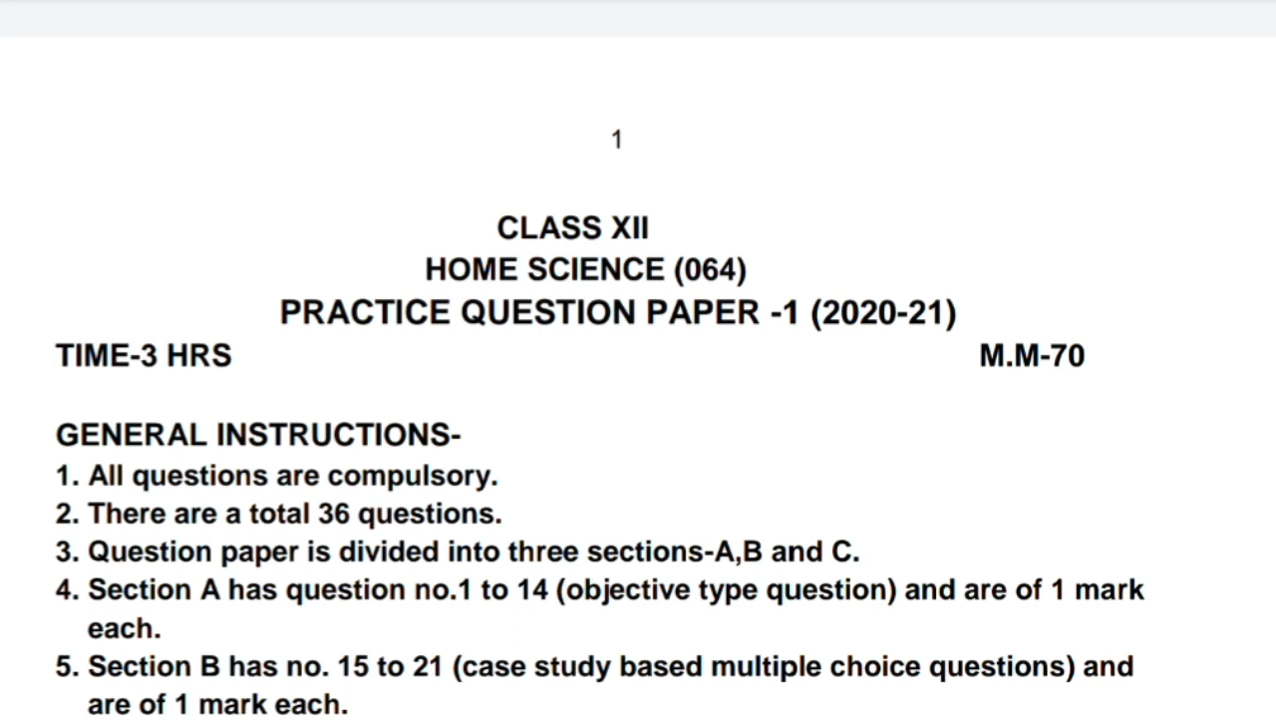 1
CLASS XII
HOME SCIENCE (064)
PRACTICE QUESTION PAPER -1 (2020-21)
TIME-3 HRS M.M-70
GENERAL INSTRUCTIONS-
1. All questions are compulsory.
2. There are a total 36 questions.
3. Question paper is divided into three sections-A,B and C.
4. Section A has question no.1 to 14 (objective type question) and are of 1 mark
each.
5. Section B has no. 15 to 21 (case study based multiple choice questions) and
are of 1 mark each.